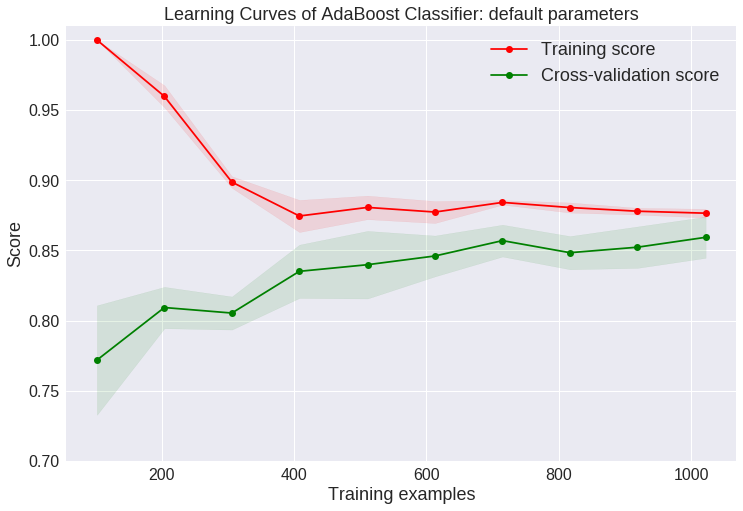 Learning Curves of AdaBoost Classifier: default parameters
Training score
Cross-validation score
1.00
0.95
0.90
0.85
0.80
0.75
0.70
Score
200 400 600 800 1000
Training examples